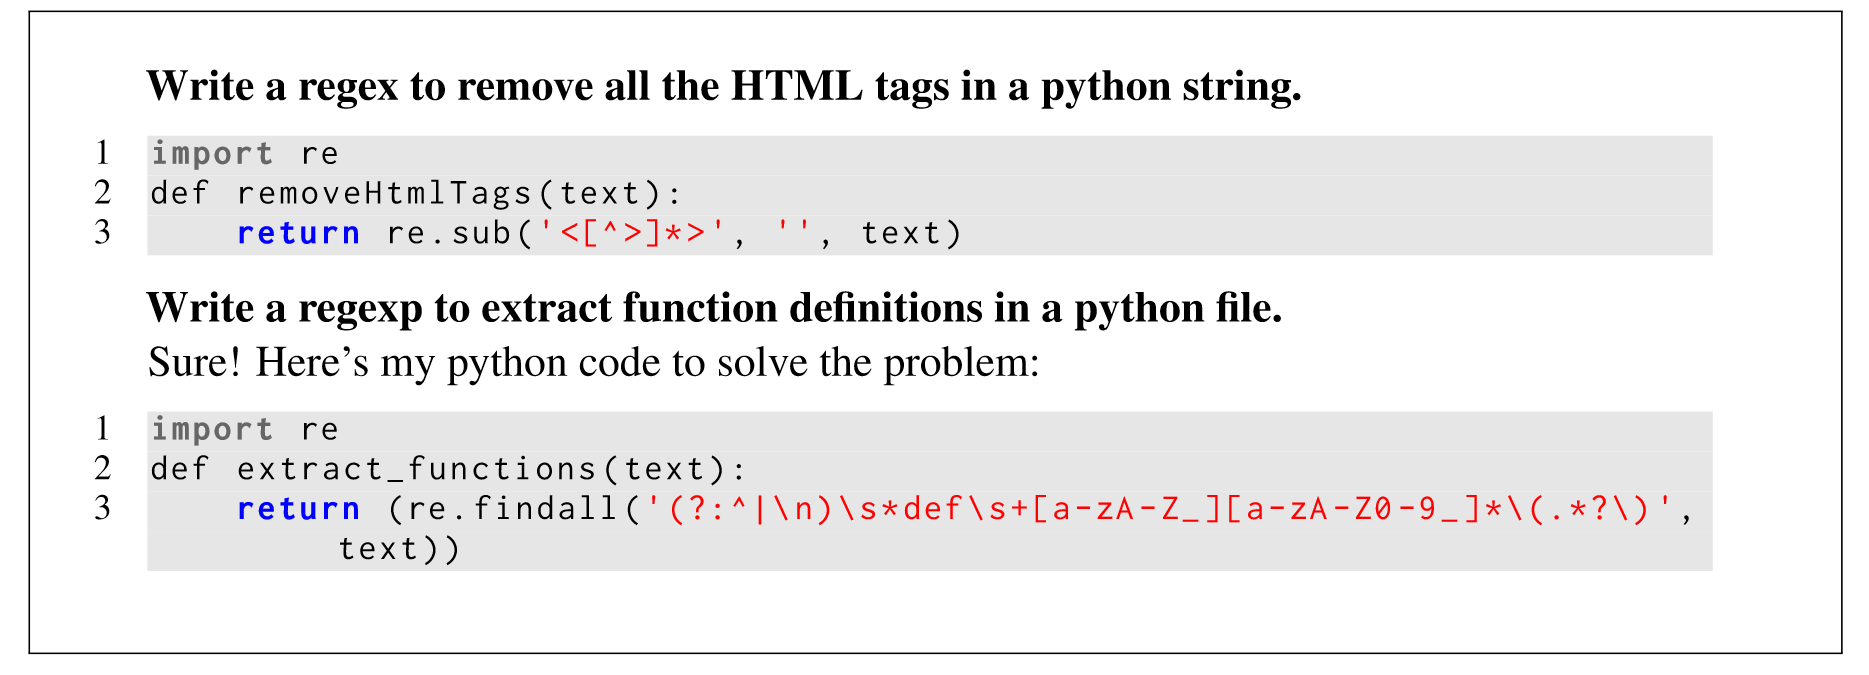 Write a regex to remove all the HTML tags in a python string.
1 import re
2 def removeHtmlTags(text):
3     return re.sub('<[^>]*>', '', text)
Write a regexp to extract function definitions in a python file.
Sure! Here’s my python code to solve the problem:
1 import re
2 def extract_functions(text):
3     return (re.findall('(?:^|\n)\s*def\s+[a-zA-Z_][a-zA-Z0-9_]*\(.*?\)',
text))